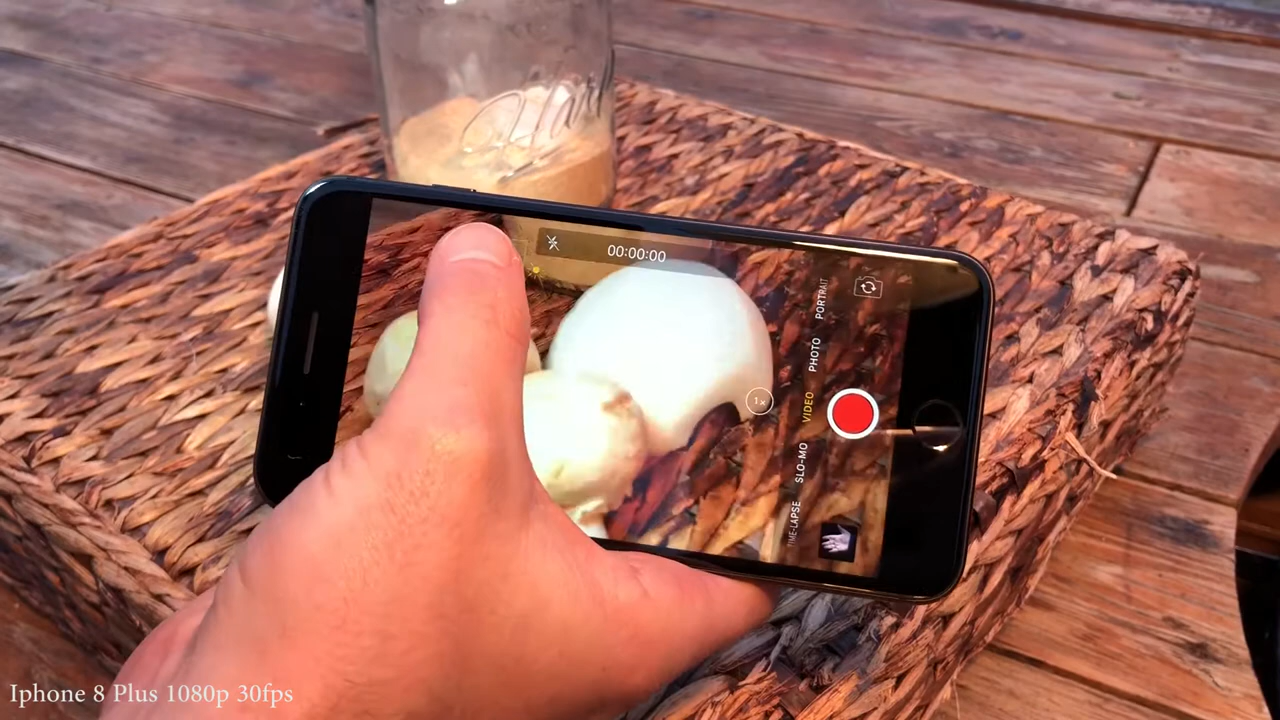 00:00:00
PORTRAIT
PHOTO
1x
VIDEO
SLO-MO
TIME-LAPSE
Iphone 8 Plus 1080p 30fps